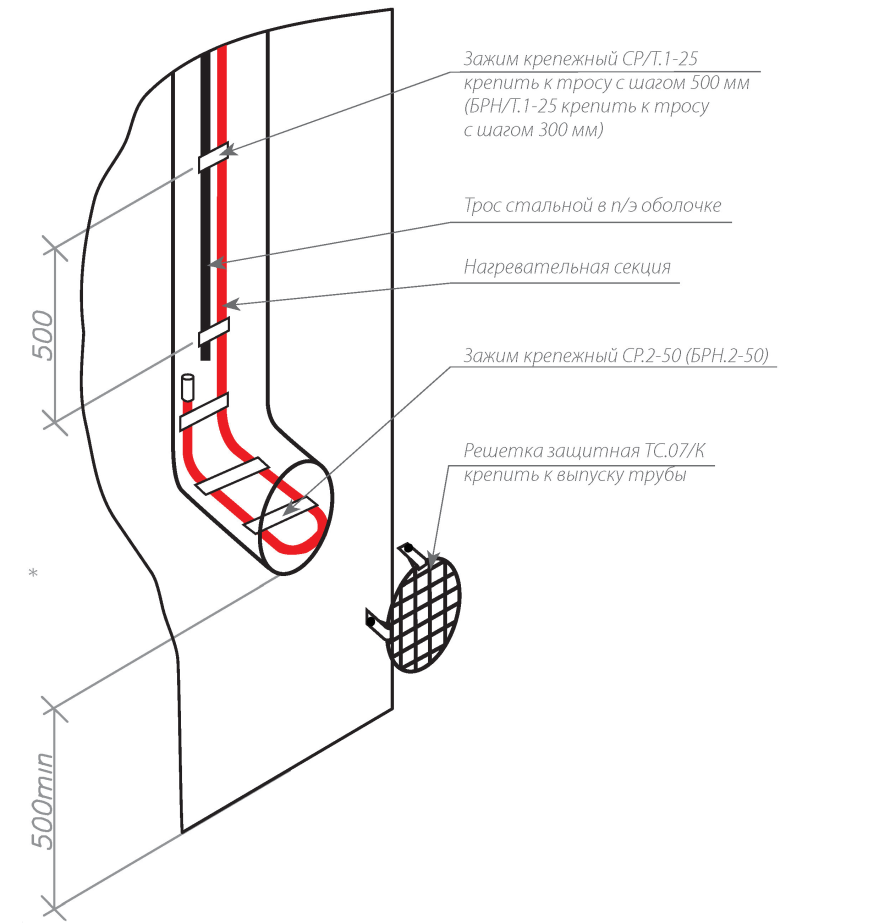 Зажим крепежный СР/Т.1-25
крепить к тросу с шагом 500 мм
(БРН/Т.1-25 крепить к тросу
с шагом 300 мм)
Трос стальной в п/э оболочке
Нагревательная секция
500
Зажим крепежный СР.2-50 (БРН.2-50)
Решетка защитная ТС.07/К
крепить к выпуску трубы
*
500min